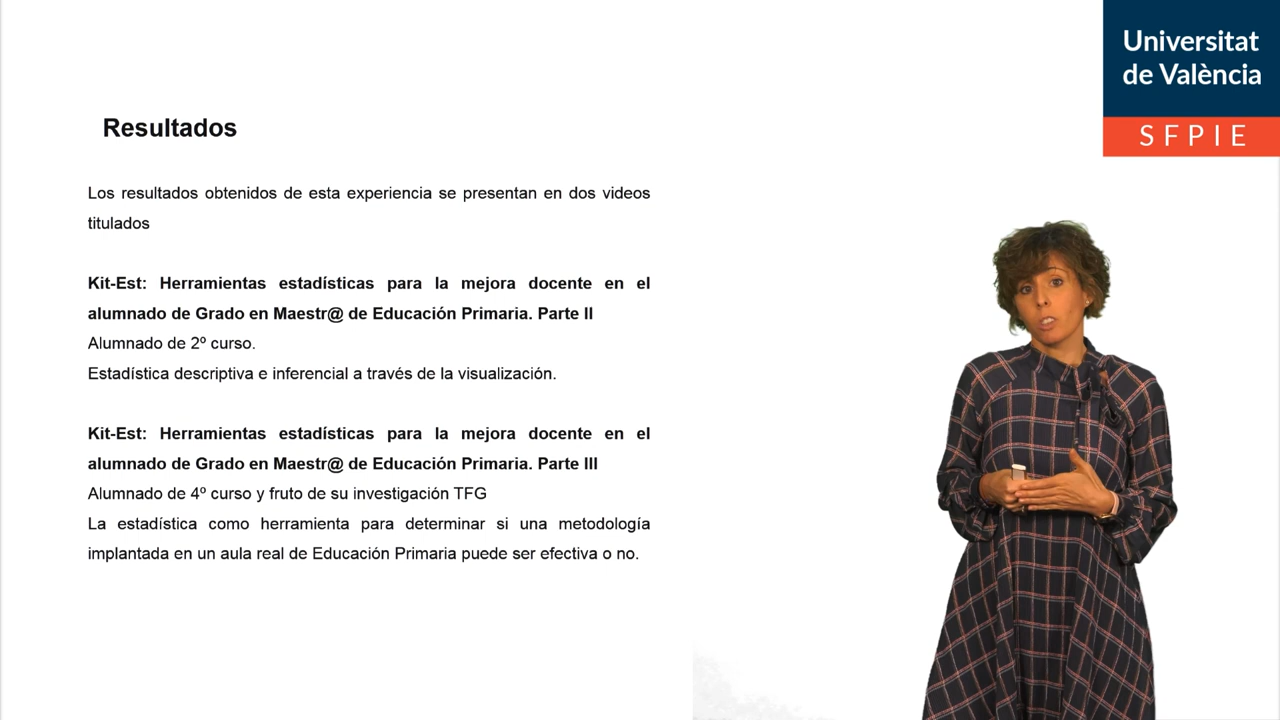 Universitat
de València
SFPIE
Resultados
Los resultados obtenidos de esta experiencia se presentan en dos videos
titulados
Kit-Est: Herramientas estadísticas para la mejora docente en el
alumnado de Grado en Maestr@ de Educación Primaria. Parte II
Alumnado de 2º curso.
Estadística descriptiva e inferencial a través de la visualización.
Kit-Est: Herramientas estadísticas para la mejora docente en el
alumnado de Grado en Maestr@ de Educación Primaria. Parte III
Alumnado de 4º curso y fruto de su investigación TFG
La estadística como herramienta para determinar si una metodología
implantada en un aula real de Educación Primaria puede ser efectiva o no.